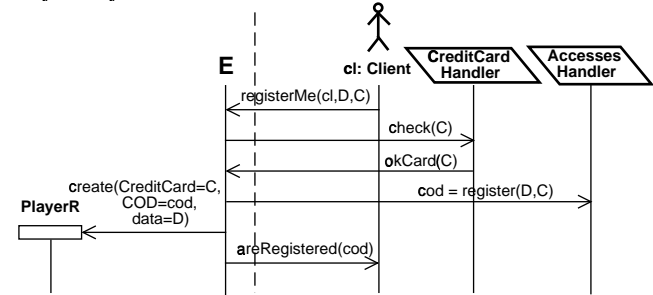 E
cl: Client
CreditCard
Handler
Accesses
Handler
registerMe(cl,D,C)
check(C)
okCard(C)
cod = register(D,C)
create(CreditCard=C,
COD=cod,
data=D)
PlayerR
areRegistered(cod)